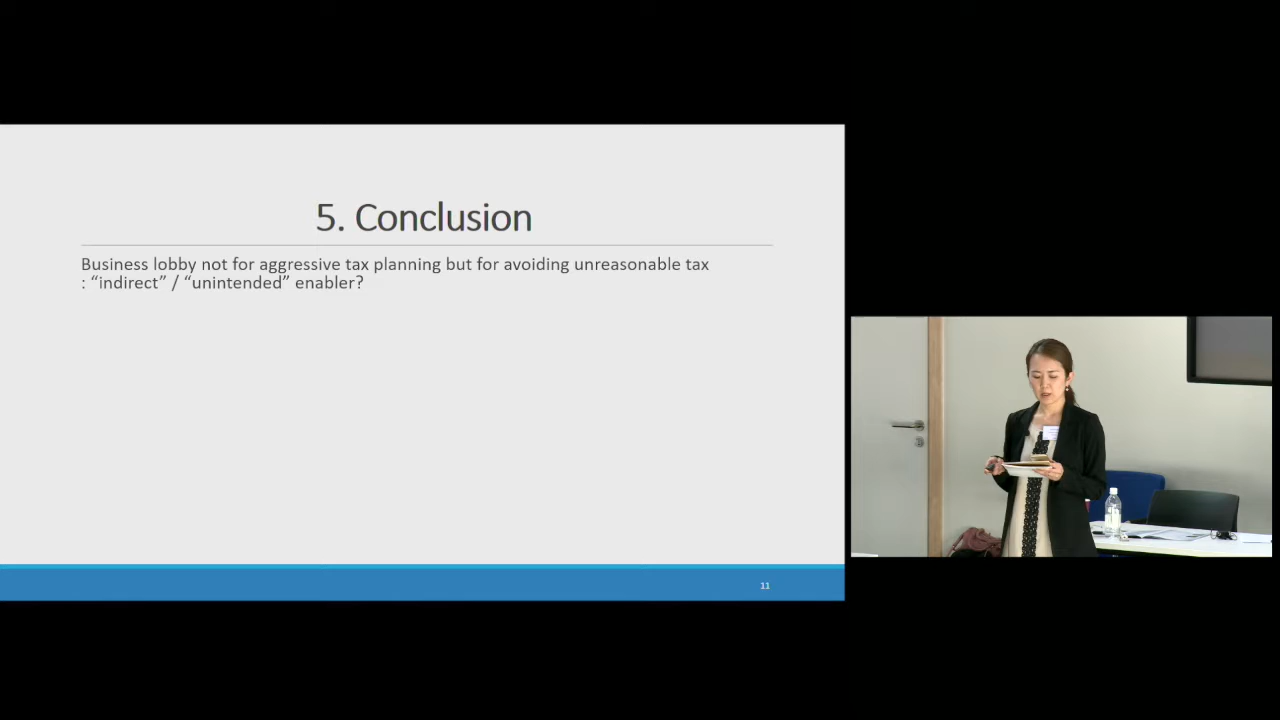 5. Conclusion
Business lobby not for aggressive tax planning but for avoiding unreasonable tax
: “indirect” / “unintended” enabler?
11